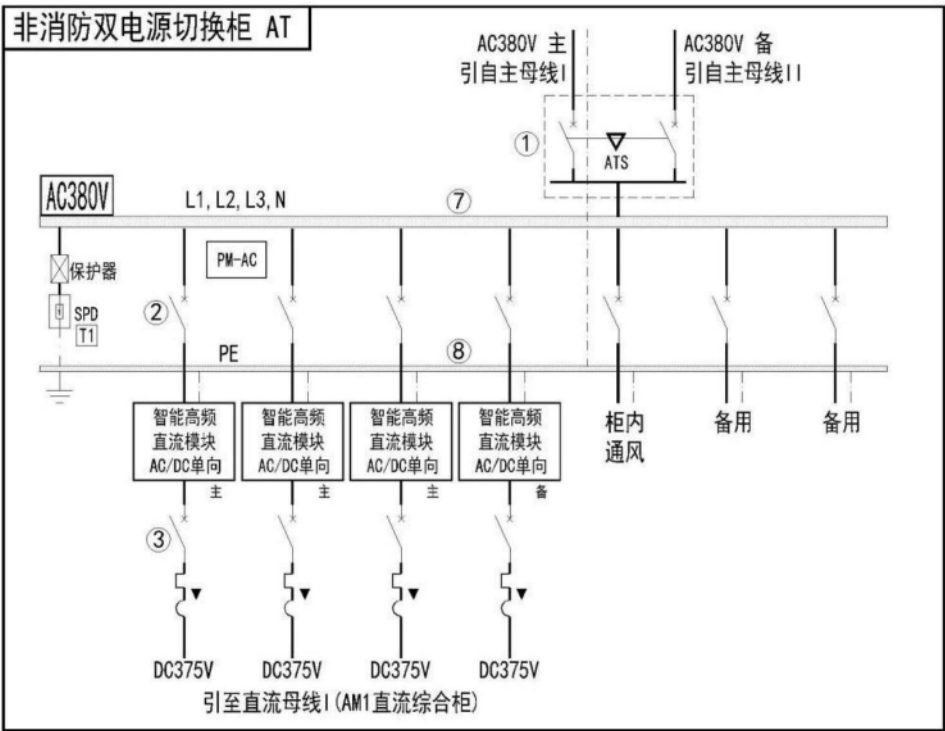 非消防双电源切换柜 AT
AC380V 主
引自主母线I
AC380V 备
引自主母线II
①
ATS
AC380V
L1, L2, L3, N
⑦
PM-AC
保护器
SPD
T1
②
PE
⑧
智能高频
直流模块
AC/DC单向
主
智能高频
直流模块
AC/DC单向
主
智能高频
直流模块
AC/DC单向
主
智能高频
直流模块
AC/DC单向
备
柜内
通风
备用
备用
③
DC375V
DC375V
DC375V
DC375V
引至直流母线I(AM1直流综合柜)